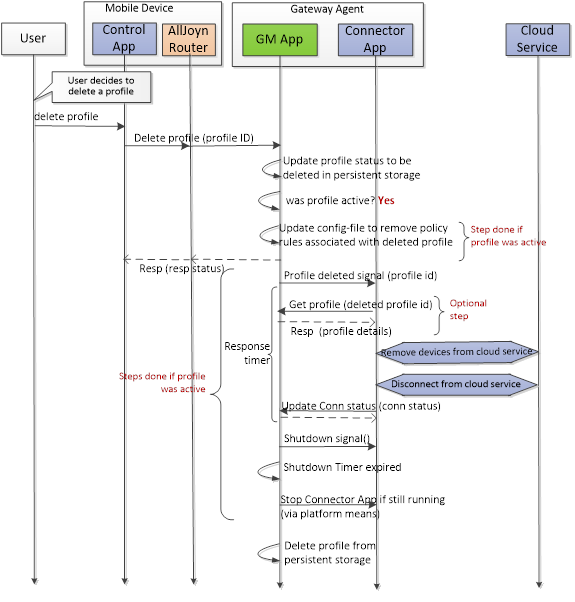 Mobile Device
Gateway Agent
User
Control
App
AllJoyn
Router
GM App
Connector
App
Cloud
Service
User decides to
delete a profile
delete profile
Delete profile (profile ID)
Update profile status to be
deleted in persistent storage
was profile active? Yes
Update config-file to remove policy
rules associated with deleted profile
Step done if
profile was active
Resp (resp status)
Profile deleted signal (profile id)
Get profile (deleted profile id)
Optional
step
Resp (profile details)
Response
timer
Remove devices from cloud service
Steps done if profile
was active
Disconnect from cloud service
Update Conn status (conn status)
Shutdown signal()
Shutdown Timer expired
Stop Connector App if still running
(via platform means)
Delete profile from
persistent storage